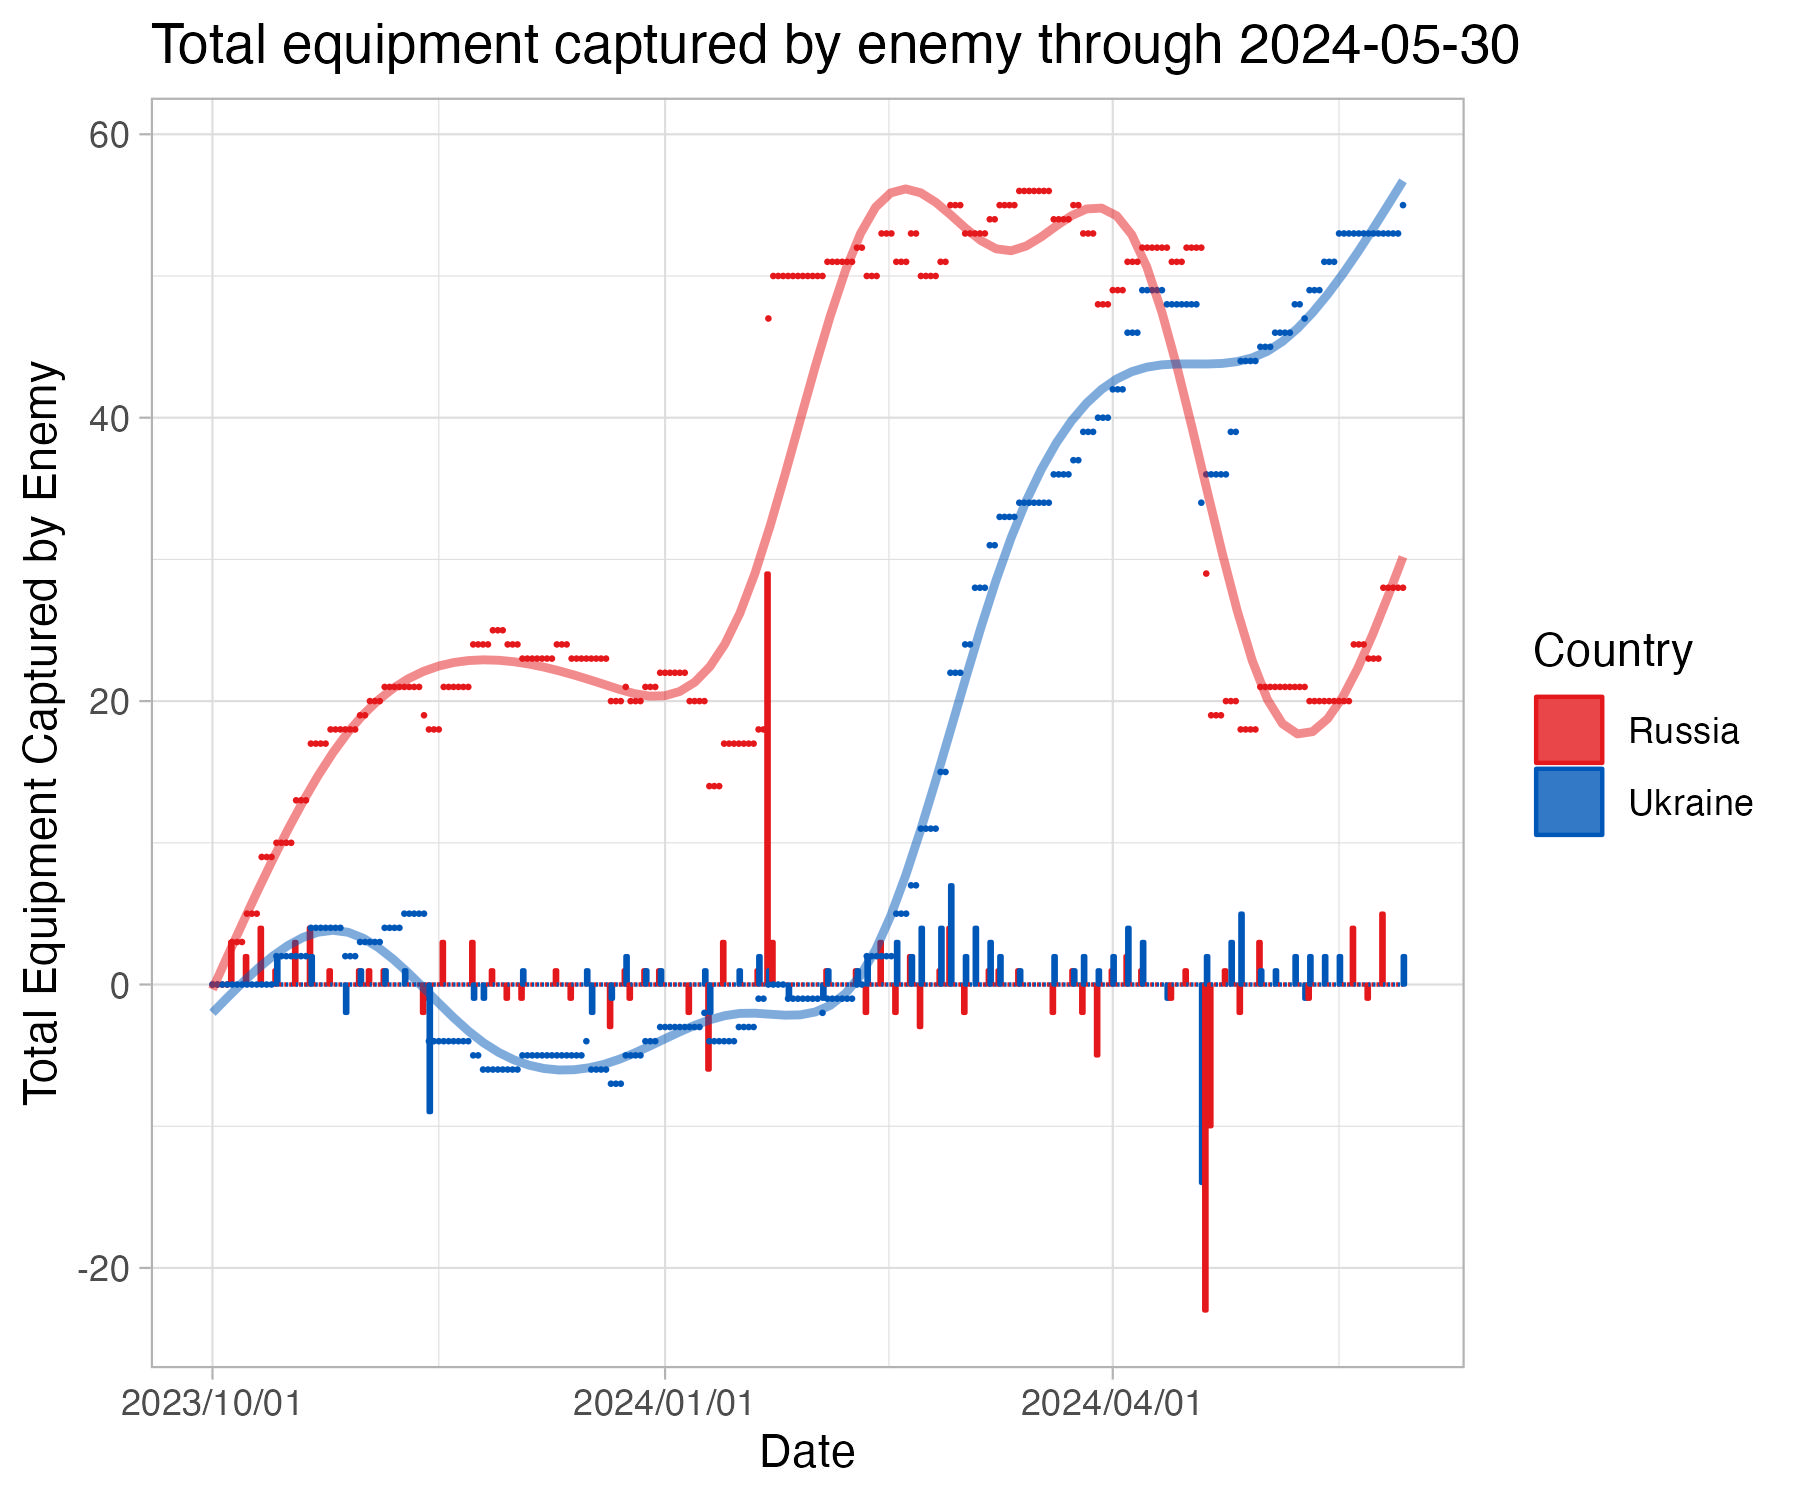 Total equipment captured by enemy through 2024-05-30
Total Equipment Captured by Enemy
60
40
20
0
-20
2023/10/01
2024/01/01
2024/04/01
Date
Country
Russia
Ukraine